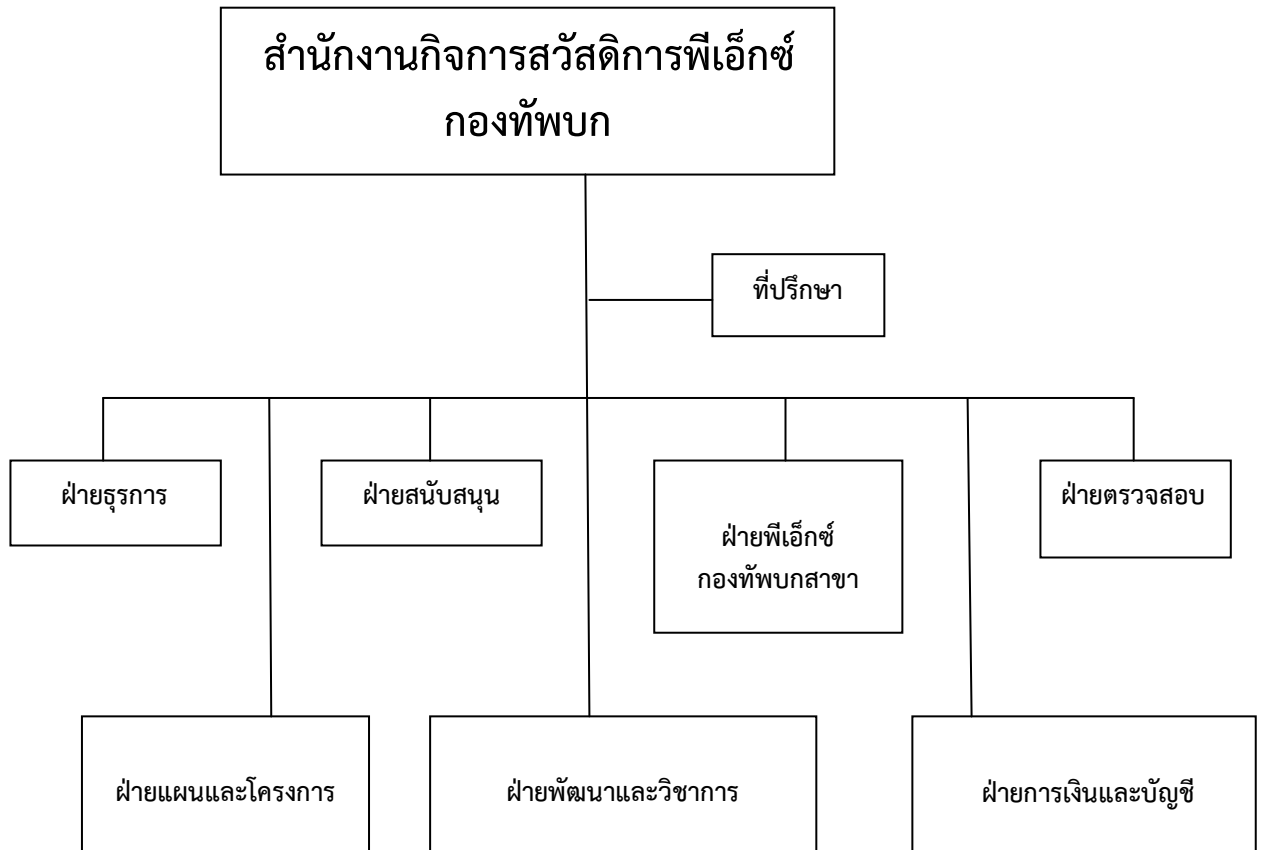 สำนักงานกิจการสวัสดิการพีเอ็กซ์
กองทัพบก
ที่ปรึกษา
ฝ่ายธุรการ
ฝ่ายสนับสนุน
ฝ่ายพีเอ็กซ์
กองทัพบกสาขา
ฝ่ายตรวจสอบ
ฝ่ายแผนและโครงการ
ฝ่ายพัฒนาและวิชาการ
ฝ่ายการเงินและบัญชี